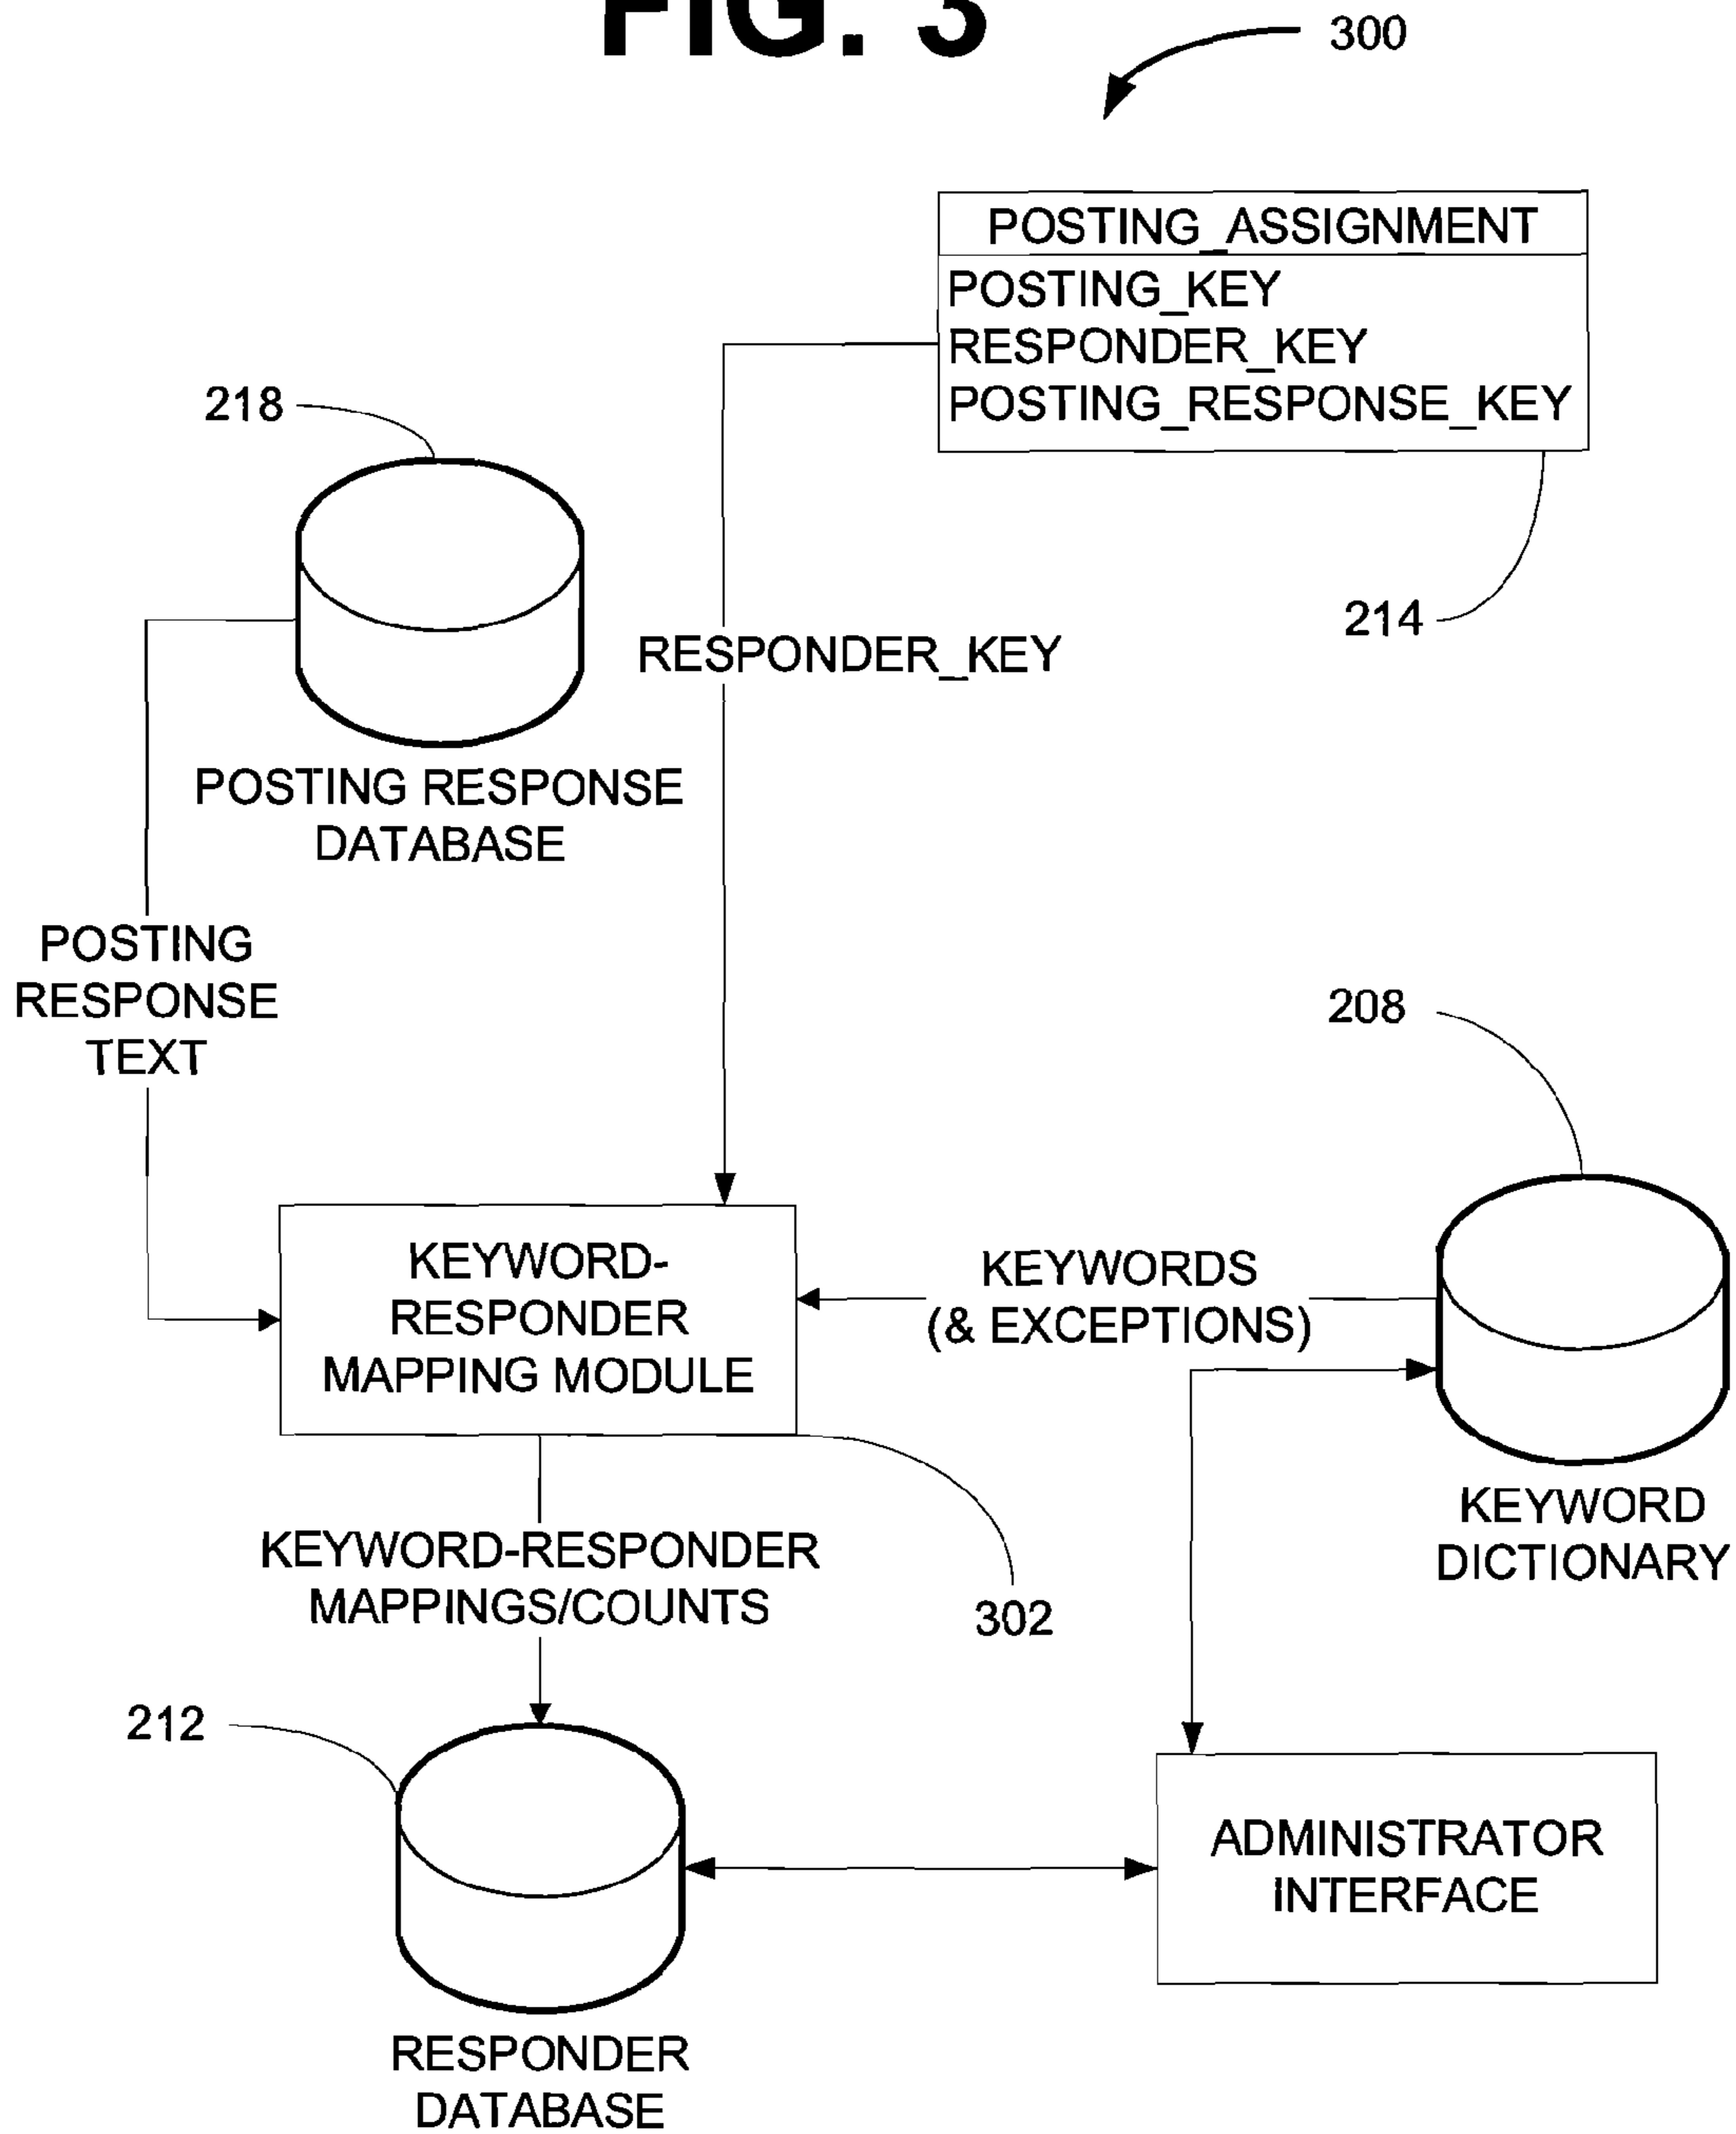 FIG. 3
300
POSTING_ASSIGNMENT
POSTING_KEY
RESPONDER_KEY
POSTING_RESPONSE_KEY
218
214
RESPONDER_KEY
POSTING RESPONSE
DATABASE
POSTING
RESPONSE
TEXT
208
KEYWORD-
RESPONDER
MAPPING MODULE
KEYWORDS
(& EXCEPTIONS)
KEYWORD
DICTIONARY
KEYWORD-RESPONDER
MAPPINGS/COUNTS
302
212
ADMINISTRATOR
INTERFACE
RESPONDER
DATABASE